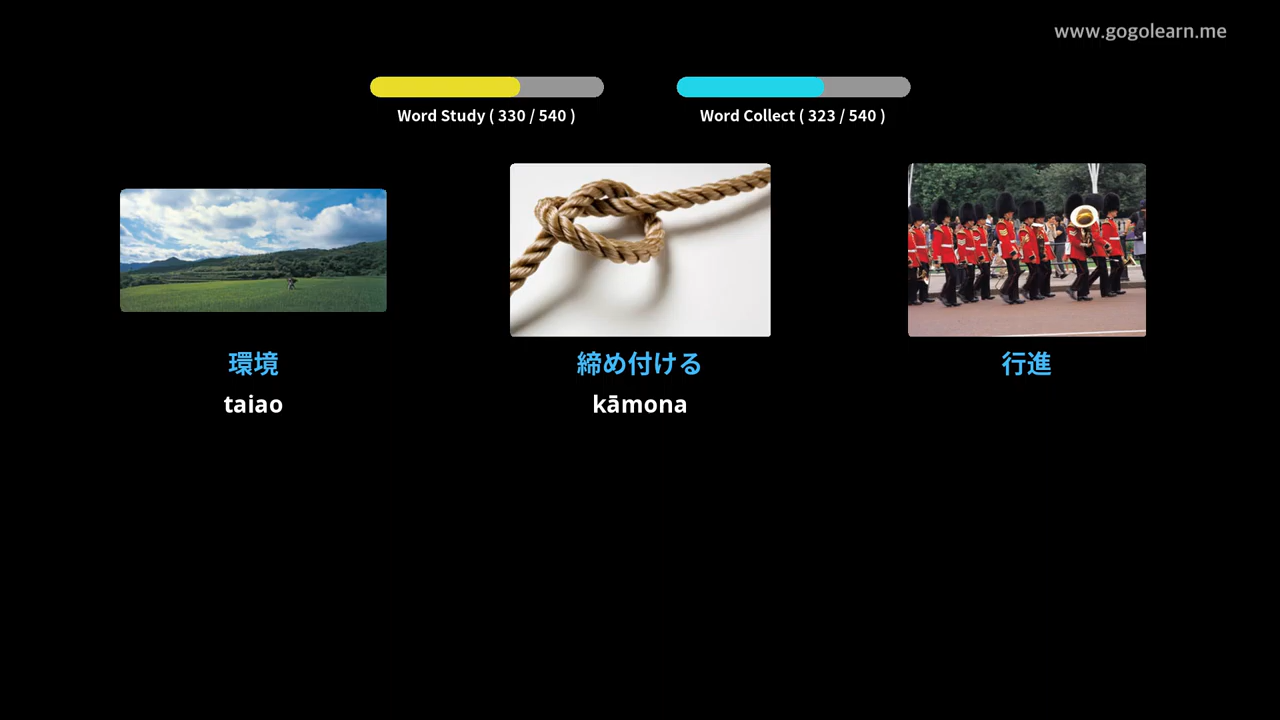 www.gogolearn.me
Word Study ( 330 / 540 )
Word Collect ( 323 / 540 )
環境
締め付ける
行進
taiao
kāmona